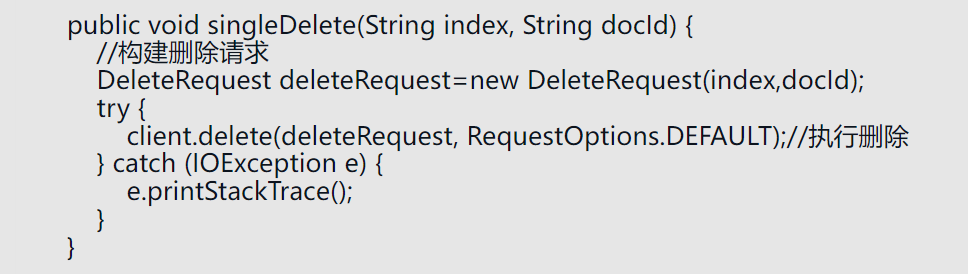 public void singleDelete(String index, String docId) {
//构建删除请求
DeleteRequest deleteRequest=new DeleteRequest(index,docId);
try {
client.delete(deleteRequest, RequestOptions.DEFAULT);//执行删除
} catch (IOException e) {
e.printStackTrace();
}
}